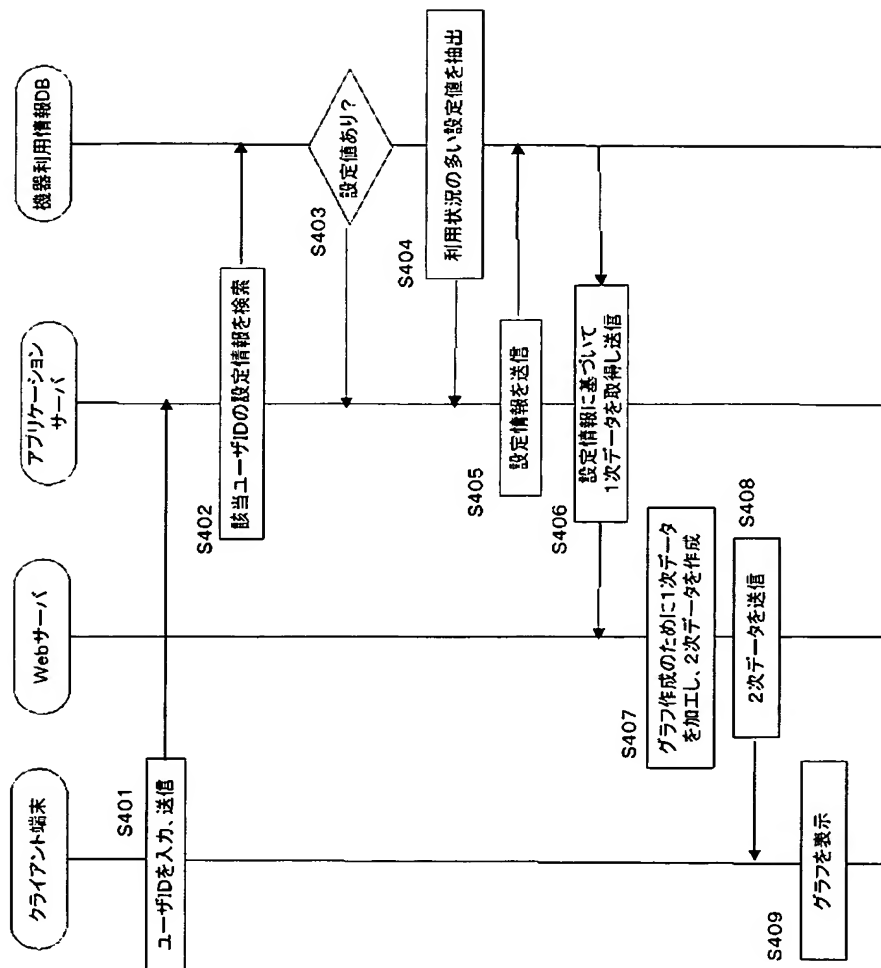 クライアント端末
Webサーバ
アプリケーション
サーバ
機器利用情報DB
S401
ユーザIDを入力、送信
S402
該当ユーザIDの設定情報を検索
S403
設定値あり?
S404
利用状況の多い設定値を抽出
S405
設定情報を送信
S406
設定情報に基づいて
1次データを取得し送信
S407
グラフ作成のために1次データ
を加工し、2次データを作成
S408
2次データを送信
S409
グラフを表示